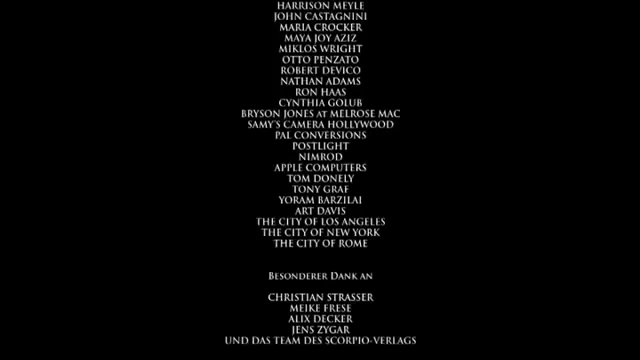 HARRISON MEYLE
JOHN CASTAGNINI
MARIA CROCKER
MAYA JOY AZIZ
MIKLOS WRIGHT
OTTO PENZATO
ROBERT DEVICO
NATHAN ADAMS
RON HAAS
CYNTHIA GOLUB
BRYSON JONES AT MELROSE MAC
SAMY'S CAMERA HOLLYWOOD
PAL CONVERSIONS
POSTLIGHT
NIMROD
APPLE COMPUTERS
TOM DONELY
TONY GRAF
YORAM BARZILAI
ART DAVIS
THE CITY OF LOS ANGELES
THE CITY OF NEW YORK
THE CITY OF ROME
BESONDERER DANK AN
CHRISTIAN STRASSER
MEIKE FRESE
ALIX DECKER
JENS ZYGAR
UND DAS TEAM DES SCORPIO-VERLAGS